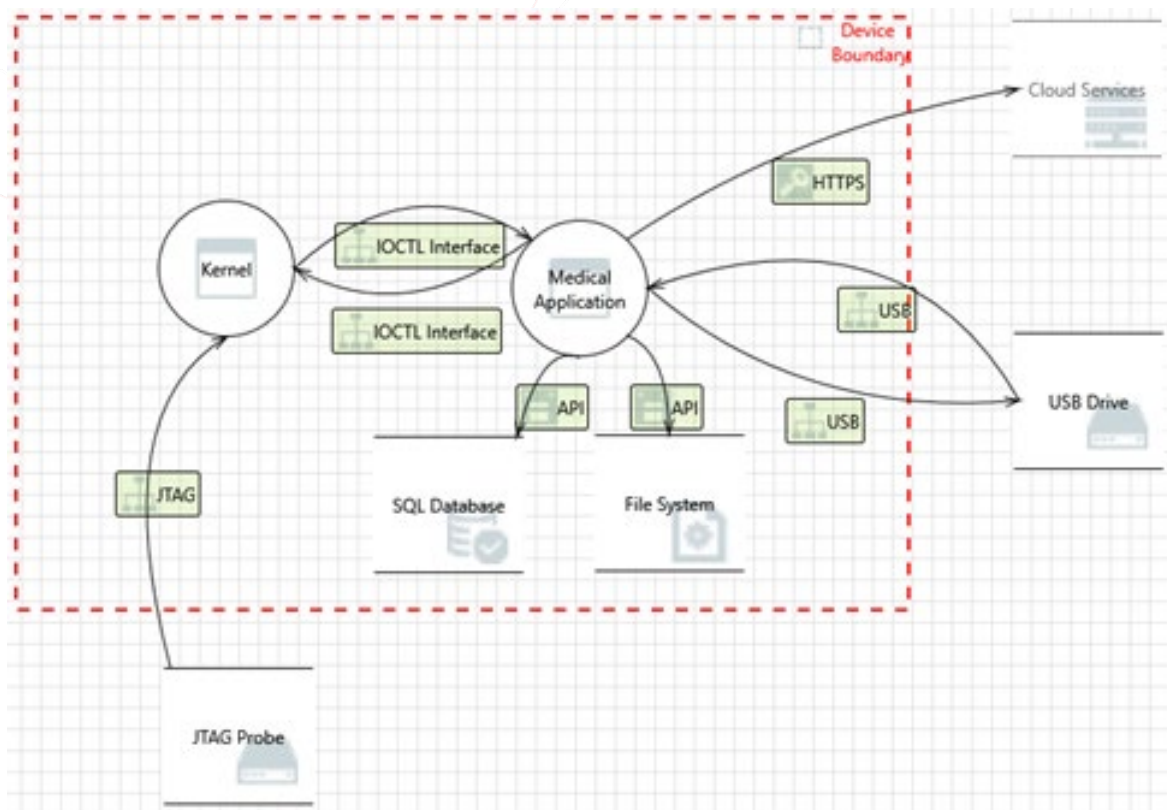 Device
Boundary
Cloud Services
HTTPS
IOCTL Interface
Kernel
Medical
Application
USB
IOCTL Interface
API
API
USB
USB Drive
JTAG
SQL Database
File System
JTAG Probe